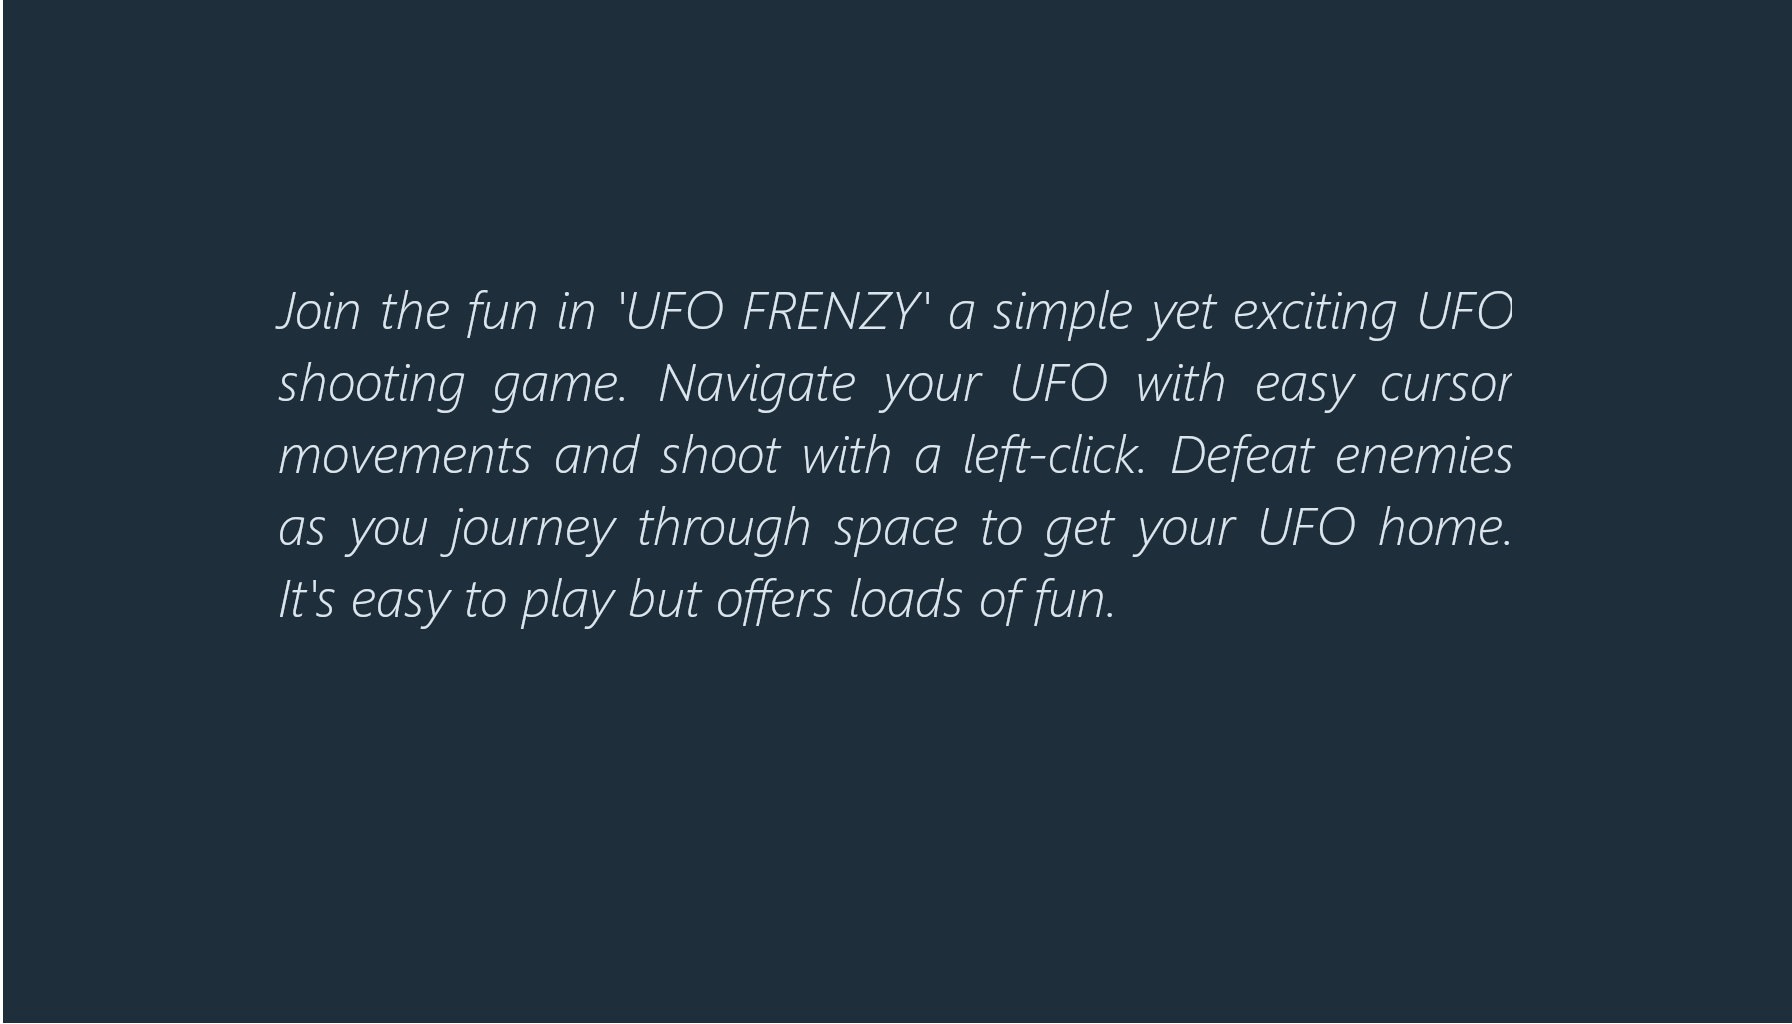 Join the fun in 'UFO FRENZY' a simple yet exciting UFO
shooting game. Navigate your UFO with easy cursor
movements and shoot with a left-click. Defeat enemies
as you journey through space to get your UFO home.
It's easy to play but offers loads of fun.